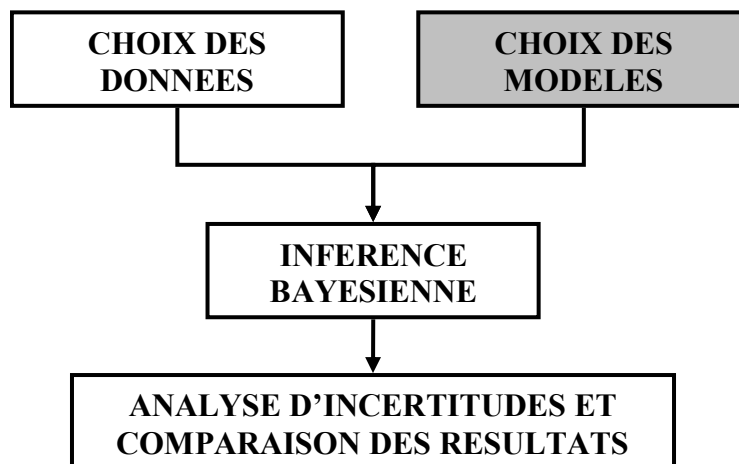 CHOIX DES
DONNEES
CHOIX DES
MODELES
INFERENCE
BAYESIENNE
ANALYSE D’INCERTITUDES ET
COMPARAISON DES RESULTATS